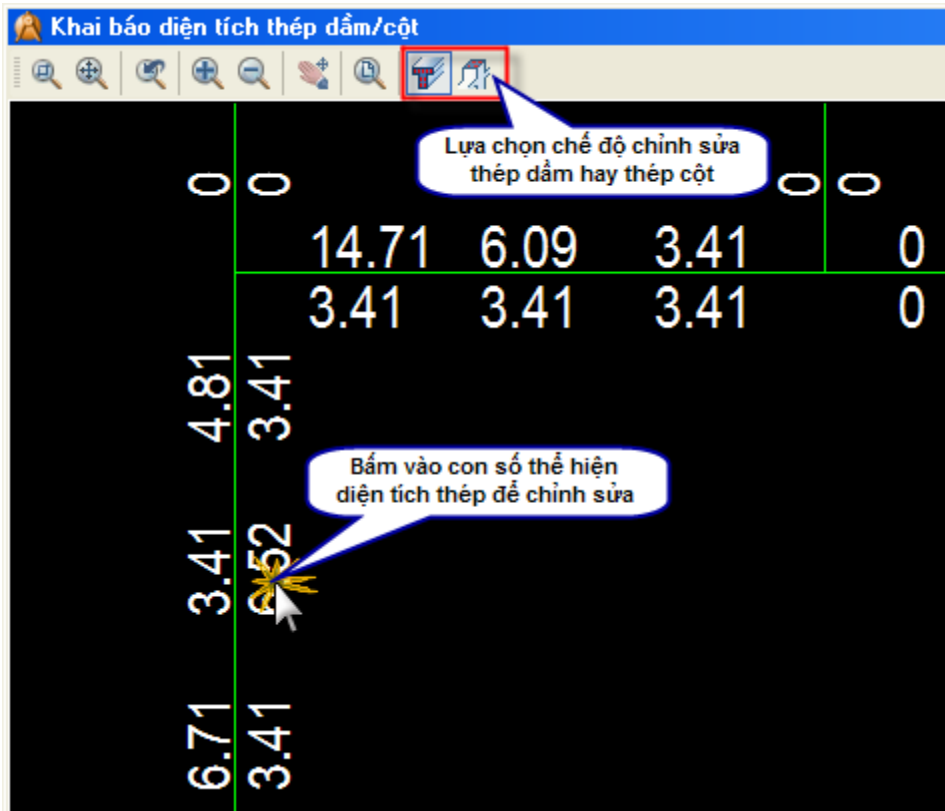 Khai báo diện tích thép dầm/cột
Lựa chọn chế độ chỉnh sửa
thép dầm hay thép cột
0 0 0 0
14.71 6.09 3.41 0
3.41 3.41 3.41 0
4.81 3.41
Bấm vào con số thể hiện
diện tích thép để chỉnh sửa
3.41
6.71 3.41